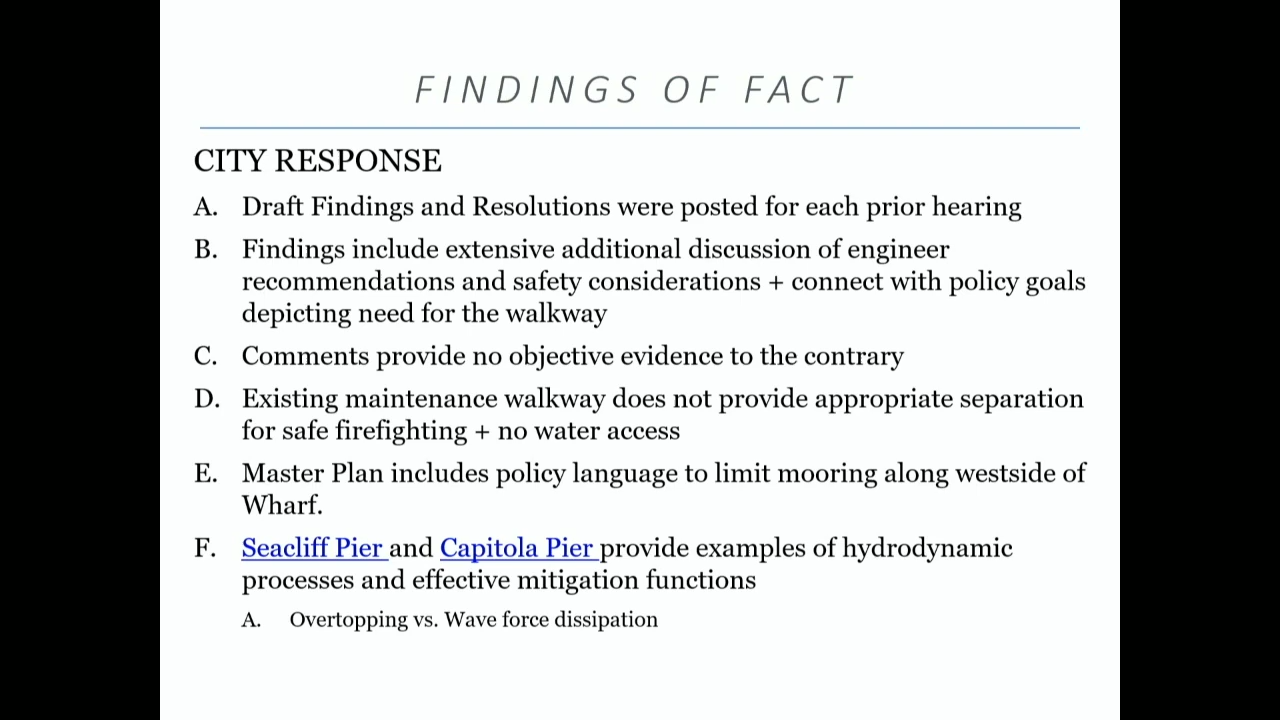 FINDINGS OF FACT
CITY RESPONSE
A. Draft Findings and Resolutions were posted for each prior hearing
B. Findings include extensive additional discussion of engineer
recommendations and safety considerations + connect with policy goals
depicting need for the walkway
C. Comments provide no objective evidence to the contrary
D. Existing maintenance walkway does not provide appropriate separation
for safe firefighting + no water access
E. Master Plan includes policy language to limit mooring along westside of
Wharf.
F. Seacliff Pier and Capitola Pier provide examples of hydrodynamic
processes and effective mitigation functions
A. Overtopping vs. Wave force dissipation